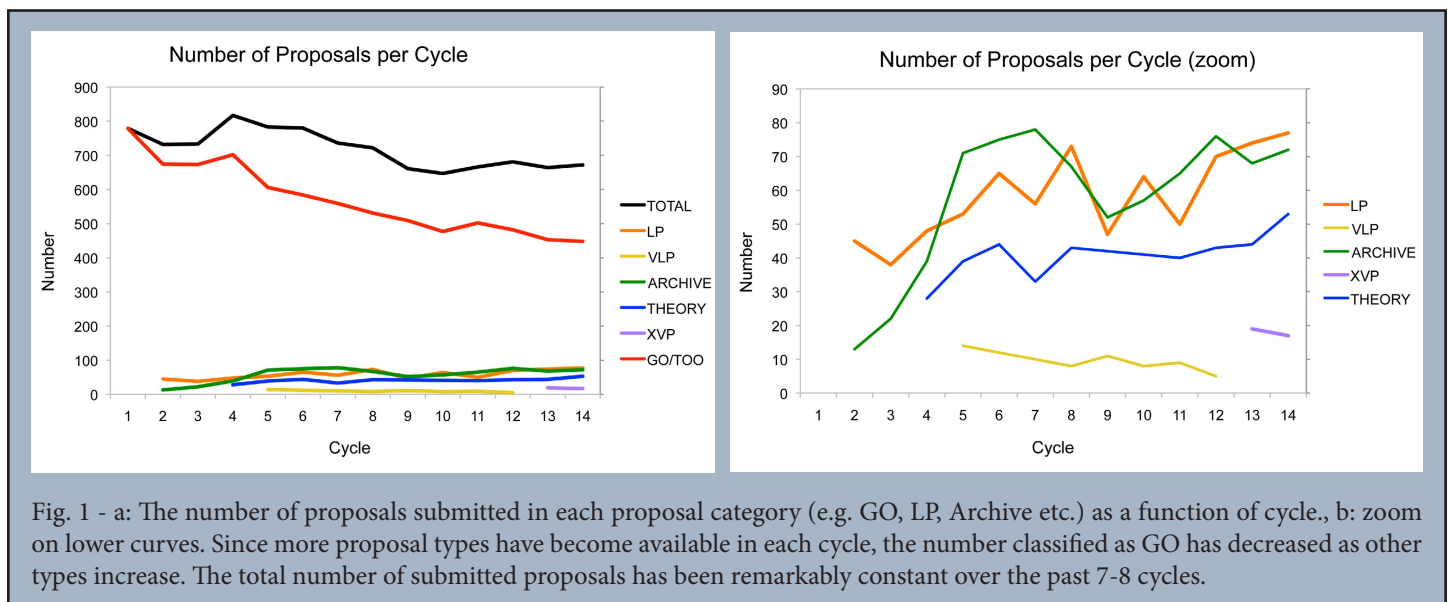 Number of Proposals per Cycle
900
800
700
600
500
400
300
200
100
0
Number
1 2 3 4 5 6 7 8 9 10 11 12 13 14
Cycle
TOTAL
LP
VLP
ARCHIVE
THEORY
XVP
GO/TOO
Number of Proposals per Cycle (zoom)
90
80
70
60
50
40
30
20
10
0
Number
1 2 3 4 5 6 7 8 9 10 11 12 13 14
Cycle
LP
VLP
ARCHIVE
XVP
THEORY
Fig. 1 - a: The number of proposals submitted in each proposal category (e.g. GO, LP, Archive etc.) as a function of cycle., b: zoom
on lower curves. Since more proposal types have become available in each cycle, the number classified as GO has decreased as other
types increase. The total number of submitted proposals has been remarkably constant over the past 7-8 cycles.